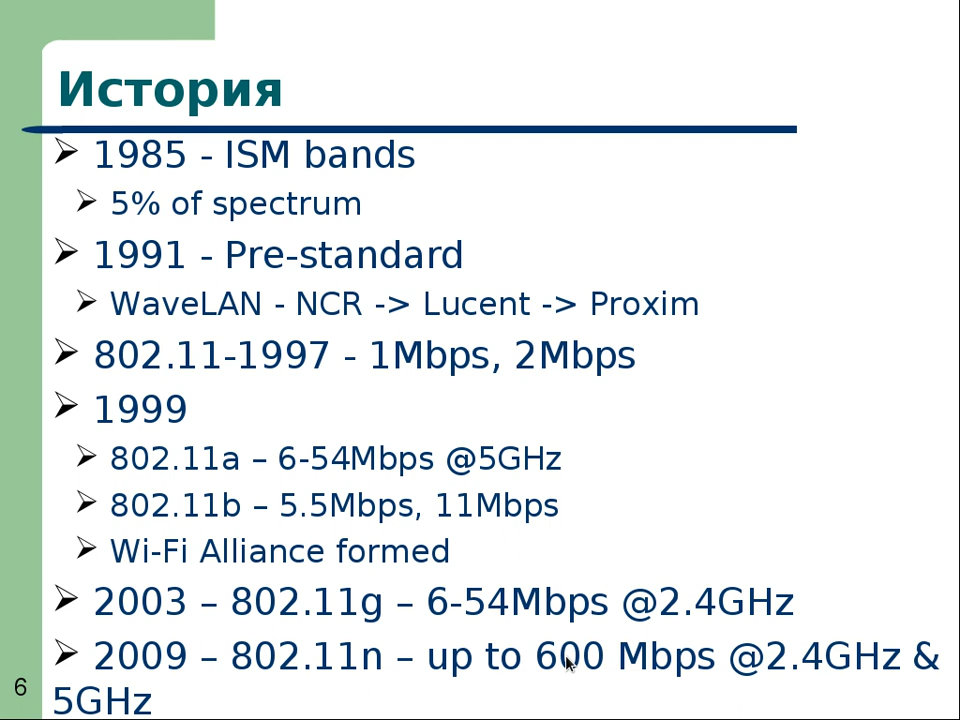 История
1985 - ISM bands
5% of spectrum
1991 - Pre-standard
WaveLAN - NCR -> Lucent -> Proxim
802.11-1997 - 1Mbps, 2Mbps
1999
802.11a – 6-54Mbps @5GHz
802.11b – 5.5Mbps, 11Mbps
Wi-Fi Alliance formed
2003 – 802.11g – 6-54Mbps @2.4GHz
2009 – 802.11n – up to 600 Mbps @2.4GHz &
5GHz
6